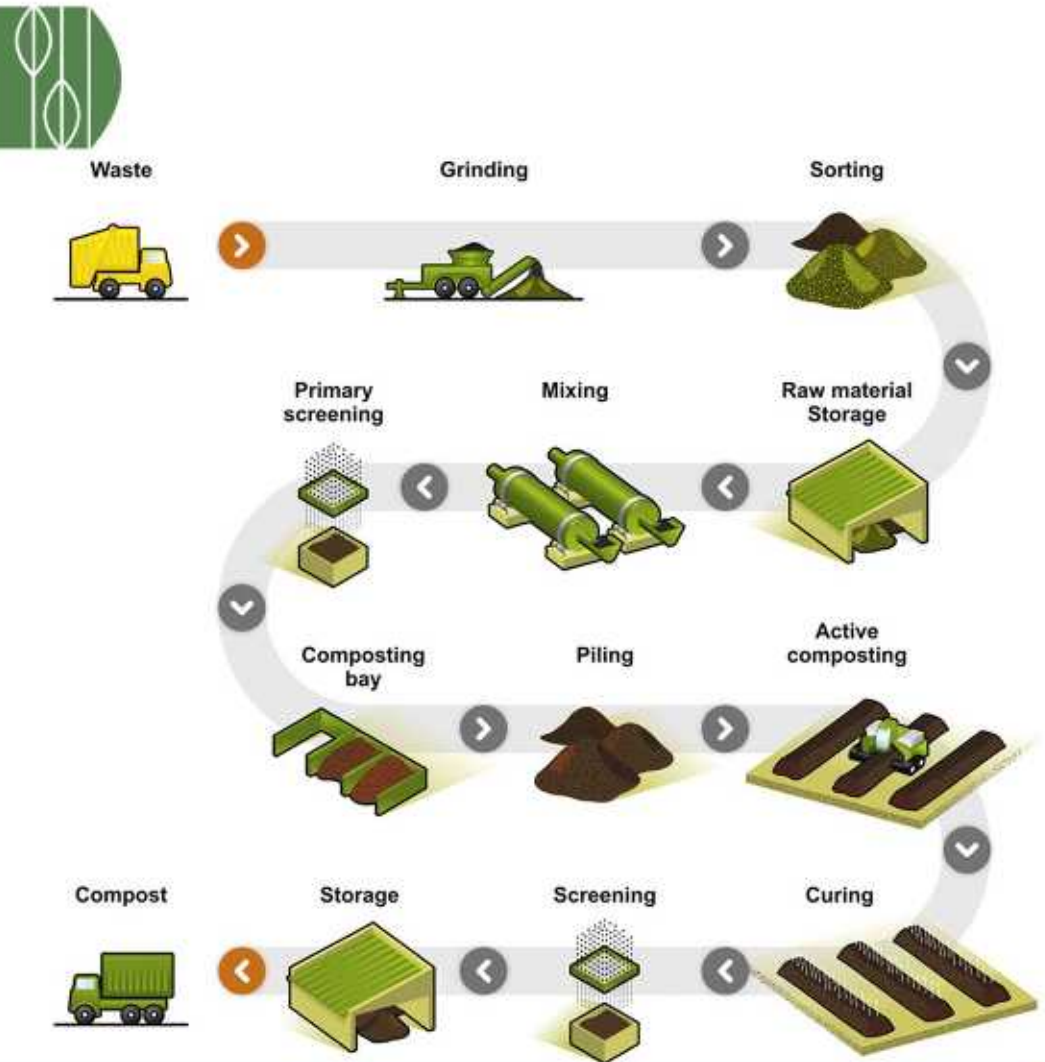 Waste
Grinding
Sorting
Primary
screening
Mixing
Raw material
Storage
Composting
bay
Piling
Active
composting
Compost
Storage
Screening
Curing